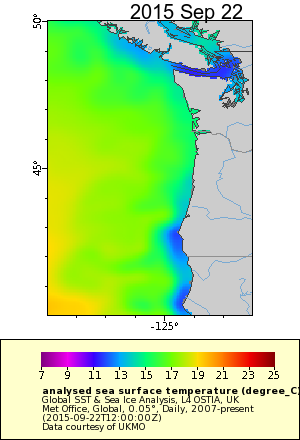 2015 Sep 22
50°
45°
-125°
7 9 11 13 15 17 19 21 23 25
analysed sea surface temperature (degree_C)
Global SST & Sea Ice Analysis, L4 OSTIA, UK
Met Office, Global, 0.05°, Daily, 2007-present
(2015-09-22T12:00:00Z)
Data courtesy of UKMO